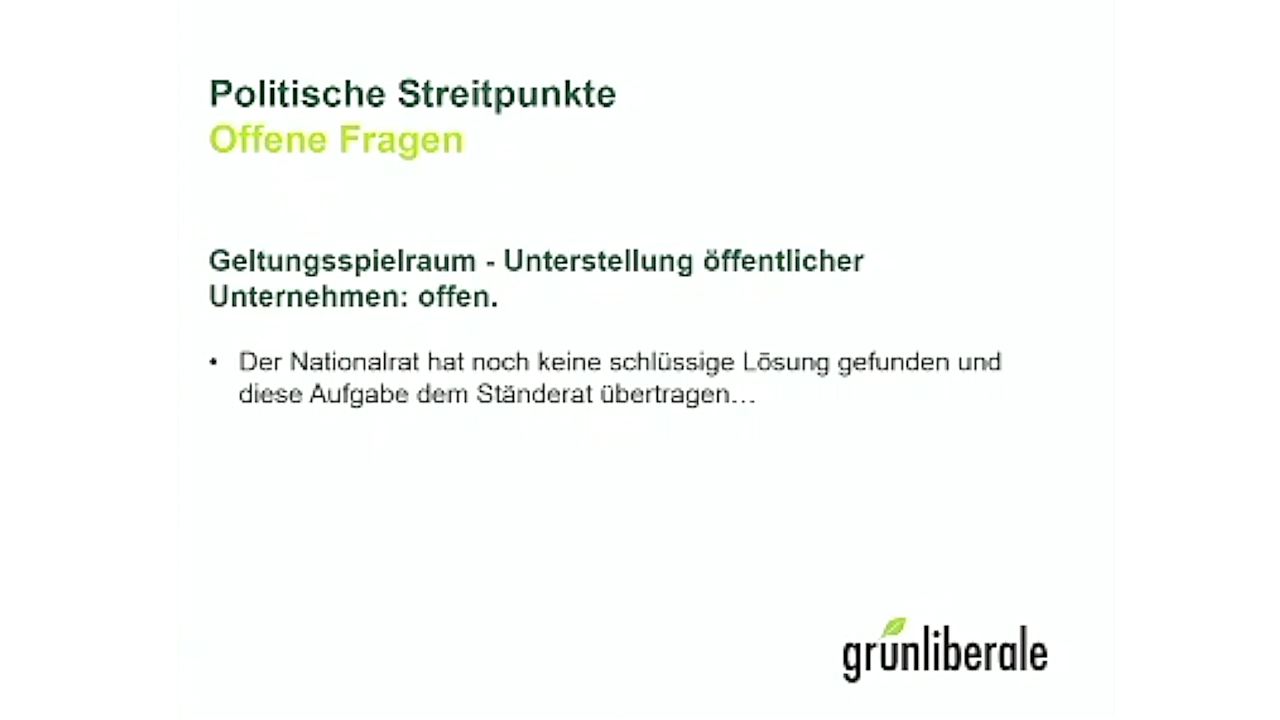 Politische Streitpunkte
Offene Fragen
Geltungsspielraum - Unterstellung öffentlicher
Unternehmen: offen.
• Der Nationalrat hat noch keine schlüssige Lösung gefunden und
diese Aufgabe dem Ständerat übertragen…
grünliberale